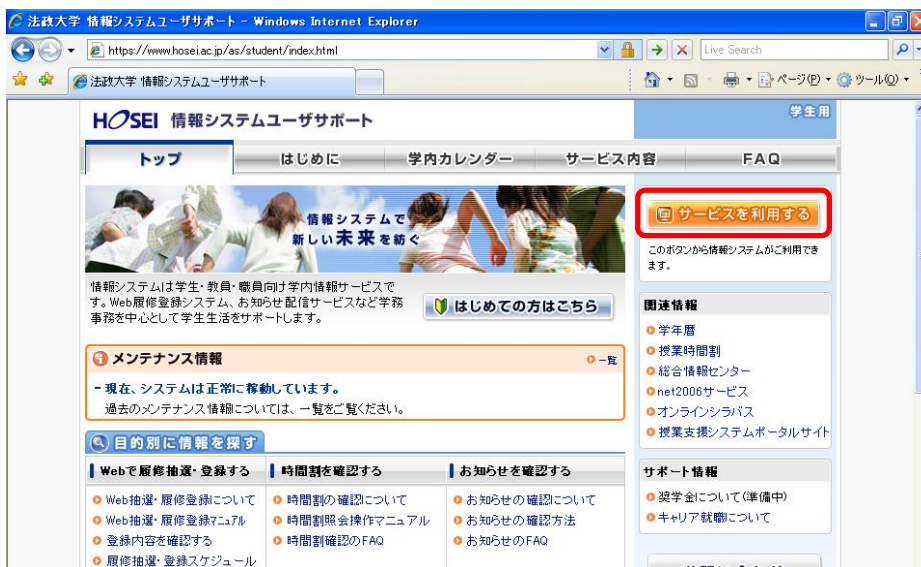 法政大学 情報システムユーザサポート - Windows Internet Explorer
https://www.hosei.ac.jp/as/student/index.html
Live Search
法政大学 情報システムユーザサポート
ページ(P)
ツール(O)
HOSEI 情報システムユーザサポート
学生用
トップ
はじめに
学内カレンダー
サービス内容
FAQ
情報システムで
新しい未来を紡ぐ
情報システムは学生・教員・職員向け学内情報サービスで
す。Web履修登録システム、お知らせ配信サービスなど学務
事務を中心として学生生活をサポートします。
はじめての方はこちら
メンテナンス情報
一覧
- 現在、システムは正常に稼動しています。
過去のメンテナンス情報については、一覧をご覧ください。
目的別に情報を探す
Webで履修抽選・登録する
Web抽選・履修登録について
Web抽選・履修登録マニュアル
登録内容を確認する
履修抽選・登録スケジュール
時間割を確認する
時間割の確認について
時間割照会操作マニュアル
時間割確認のFAQ
お知らせを確認する
お知らせの確認について
お知らせの確認方法
お知らせのFAQ
サービスを利用する
このボタンから情報システムがご利用でき
ます。
関連情報
学年暦
授業時間割
総合情報センター
net2006サービス
オンラインシラバス
授業支援システムポータルサイト
サポート情報
奨学金について(準備中)
キャリア就職について